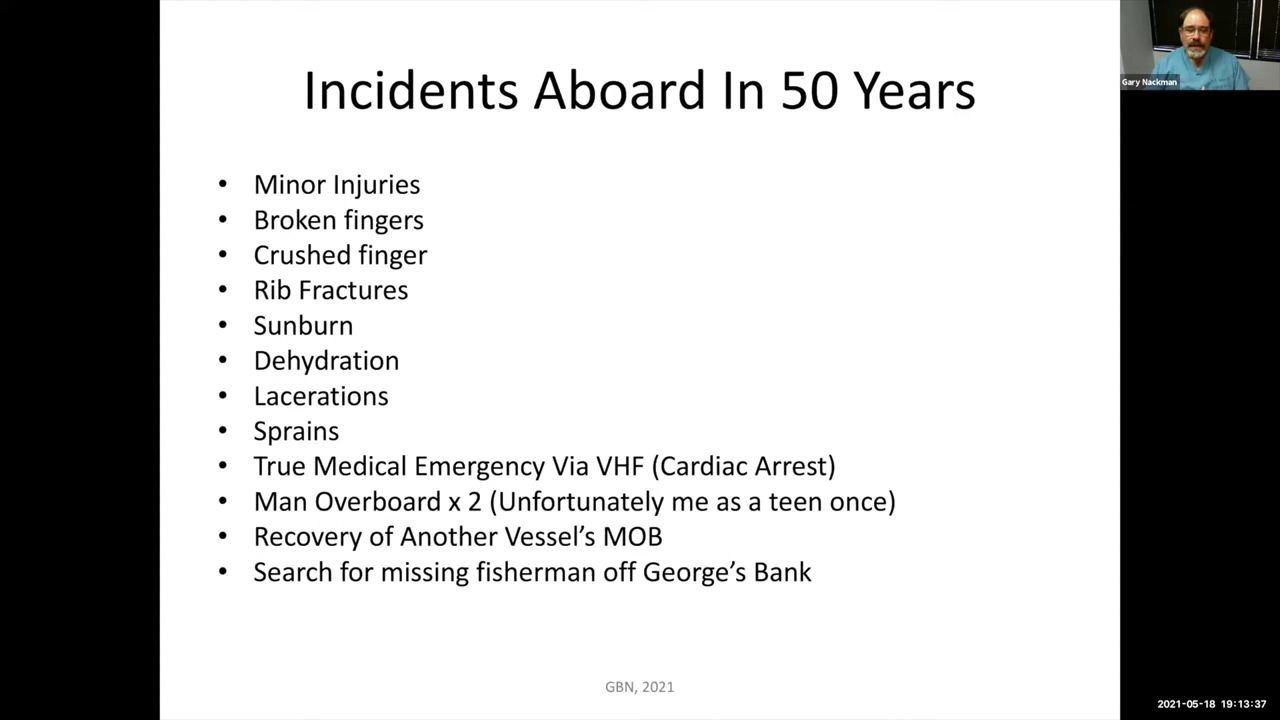 Incidents Aboard In 50 Years
Gary Nackman
• Minor Injuries
• Broken fingers
• Crushed finger
• Rib Fractures
• Sunburn
• Dehydration
• Lacerations
• Sprains
• True Medical Emergency Via VHF (Cardiac Arrest)
• Man Overboard x 2 (Unfortunately me as a teen once)
• Recovery of Another Vessel’s MOB
• Search for missing fisherman off George’s Bank
GBN, 2021
2021-05-18 19:13:37